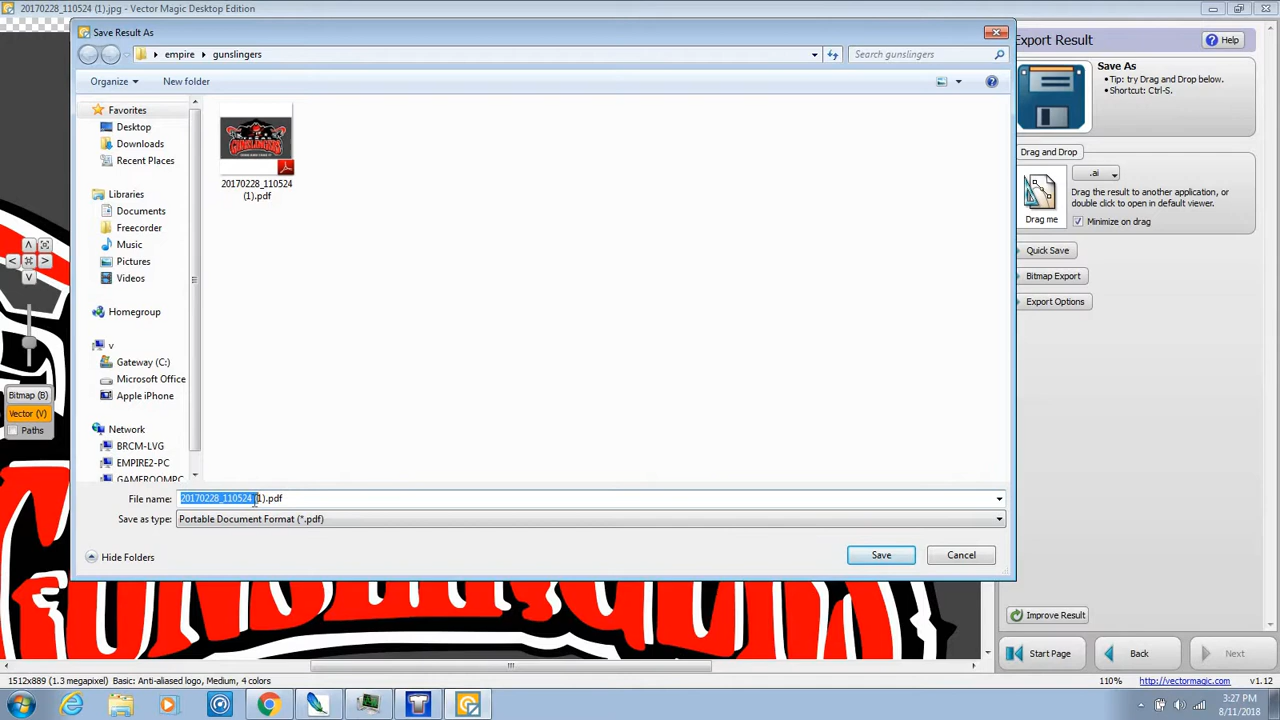 20170228_110524 (1).jpg - Vector Magic Desktop Edition
Save Result As
empire
gunslingers
Search gunslingers
Organize
New folder
Favorites
Desktop
Downloads
Recent Places
Libraries
Documents
Freecorder
Music
Pictures
Videos
Homegroup
v
Gateway (C:)
Microsoft Office
Apple iPhone
Network
BRCM-LVG
EMPIRE2-PC
GAMEROOMPC
GUNSLINGERS
20170228_110524
(1).pdf
File name:
20170228_110524 (1).pdf
Save as type:
Portable Document Format (*.pdf)
Hide Folders
Save
Cancel
Export Result
Help
Save As
• Tip: try Drag and Drop below.
• Shortcut: Ctrl-S.
Drag and Drop
.ai
Drag me
Drag the result to another application, or
double click to open in default viewer.
Minimize on drag
Quick Save
Bitmap Export
Export Options
Bitmap (B)
Vector (V)
Paths
Improve Result
Start Page
Back
Next
1512x889 (1.3 megapixel) Basic: Anti-aliased logo, Medium, 4 colors
110%
http://vectormagic.com
v1.12
3:27 PM
8/11/2018